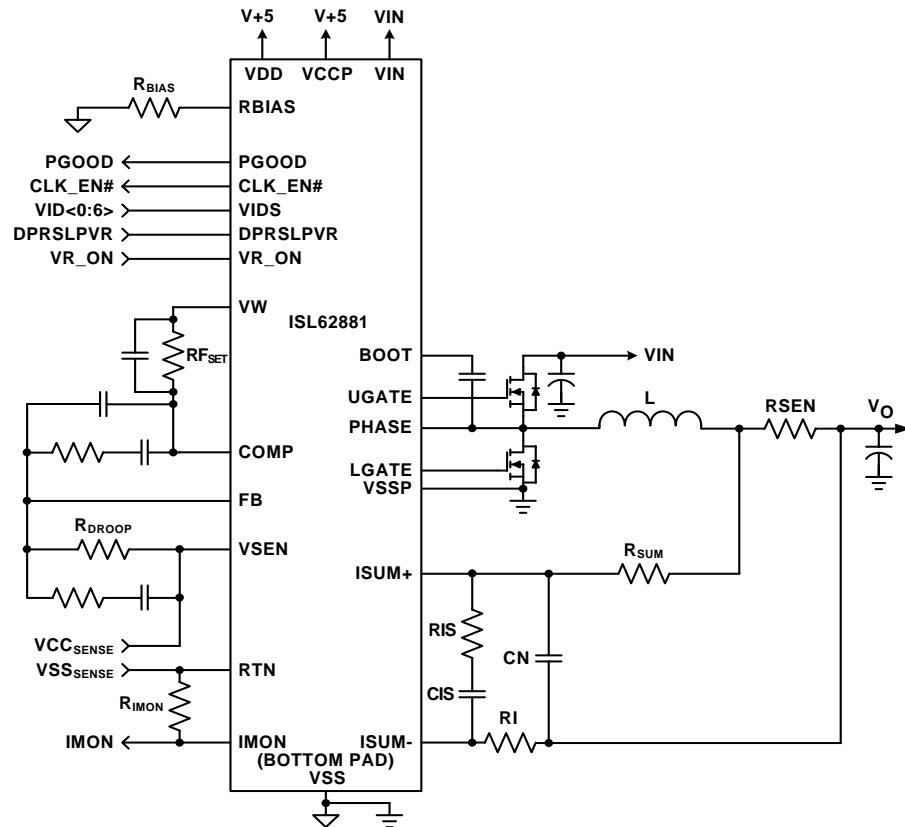 V+5 V+5 VIN
VDD VCCP VIN
RBIAS RBIAS
PGOOD PGOOD
CLK_EN# CLK_EN#
VID<0:6> VIDS
DPRSLPVR DPRSLPVR
VR_ON VR_ON
VW
ISL62881
RFSET
BOOT VIN
UGATE
L RSEN VO
PHASE
COMP
LGATE
VSSP
FB
RDROOP
VSEN
ISUM+ RSUM
RIS
VCCSENSE
CN
VSSSENSE RTN
CIS
RIMON
RI
IMON IMON ISUM-
(BOTTOM PAD)
VSS